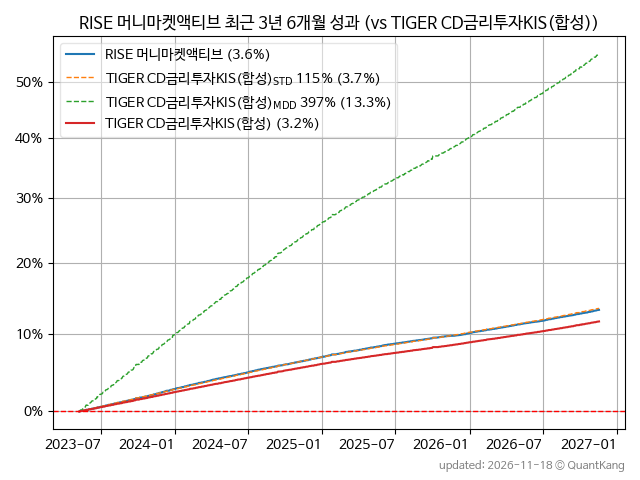 RISE 머니마켓액티브 최근 3년 6개월 성과 (vs TIGER CD금리투자KIS(합성))
RISE 머니마켓액티브 (3.6%)
TIGER CD금리투자KIS(합성)STD 115% (3.7%)
TIGER CD금리투자KIS(합성)MDD 397% (13.3%)
TIGER CD금리투자KIS(합성) (3.2%)
50%
40%
30%
20%
10%
0%
2023-07 2024-01 2024-07 2025-01 2025-07 2026-01 2026-07 2027-01
updated: 2026-11-18 © QuantKang